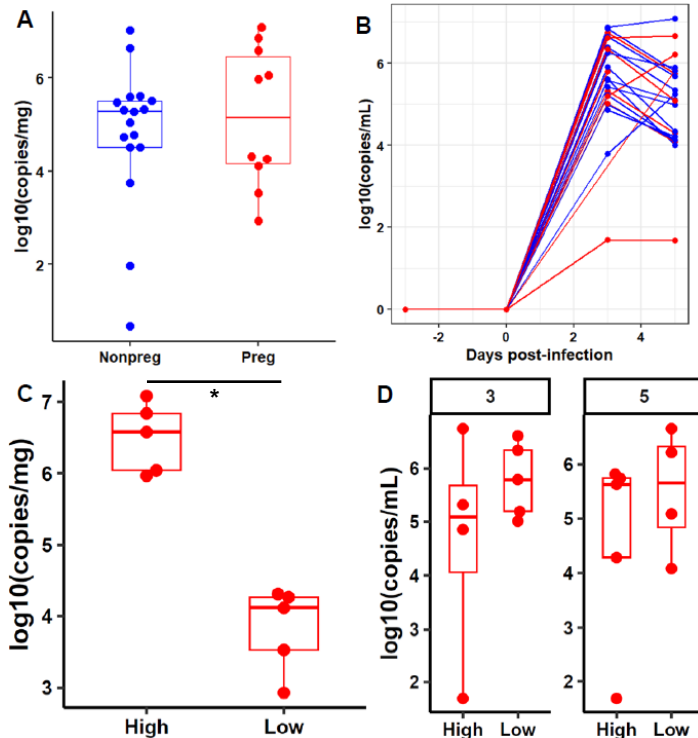 A
log10(copies/mg)
6
4
2
Nonpreg Preg
B
log10(copies/mL)
6
4
2
0
-2 0 2 4
Days post-infection
C
*
log10(copies/mg)
7
6
5
4
3
High Low
D
3 5
log10(copies/mL)
6
5
4
3
2
6
5
4
3
2
High Low High Low